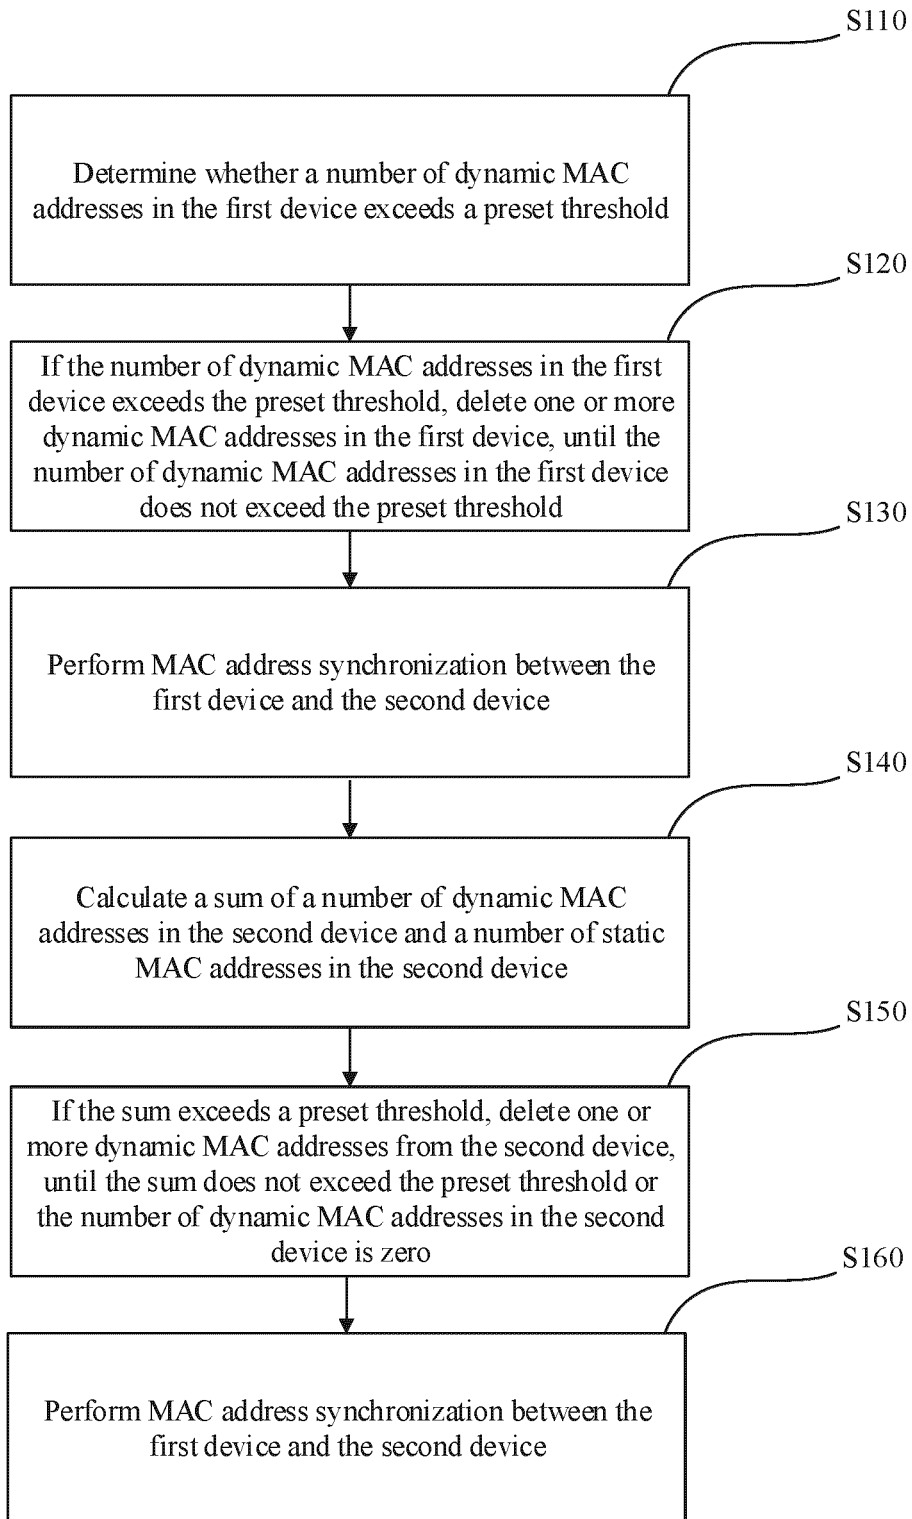 S110
Determine whether a number of dynamic MAC
addresses in the first device exceeds a preset threshold
S120
If the number of dynamic MAC addresses in the first
device exceeds the preset threshold, delete one or more
dynamic MAC addresses in the first device, until the
number of dynamic MAC addresses in the first device
does not exceed the preset threshold
S130
Perform MAC address synchronization between the
first device and the second device
S140
Calculate a sum of a number of dynamic MAC
addresses in the second device and a number of static
MAC addresses in the second device
S150
If the sum exceeds a preset threshold, delete one or
more dynamic MAC addresses from the second device,
until the sum does not exceed the preset threshold or
the number of dynamic MAC addresses in the second
device is zero
S160
Perform MAC address synchronization between the
first device and the second device